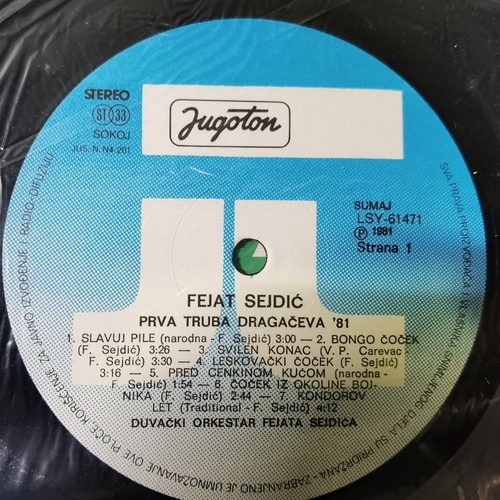 STEREO
ST 33
SOKOJ
JUS. N. N4 201
Jugoton
SUMAJ
LSY-61471
Ⓟ 1981
Strana 1
FEJAT SEJDIĆ
PRVA TRUBA DRAGAČEVA '81
1. SLAVUJ PILE (narodna - F. Sejdić) 3:00 — 2. BONGO ČOČEK
(F. Sejdić) 3:26 — 3. SVILEN KONAC (V. P. Carevac -
F. Sejdić) 3:30 — 4. LESKOVAČKI ČOČEK (F. Sejdić)
3:16 — 5. PRED CENKINOM KUĆOM (narodna -
F. Sejdić) 1:54 — 6. ČOČEK IZ OKOLINE BOJ-
NIKA (F. Sejdić) 2:44 — 7. KONDOROV
LET (Traditional - F. Sejdić) 4:12
DUVAČKI ORKESTAR FEJATA SEJDIĆA
SVA PRAVA PROIZVOĐAČA I VLASNIKA SNIMLJENOG DJELA SU PRIDRŽANA - ZABRANJENO JE UMNOŽAVANJE OVE PLOČE, KORIŠĆENJE ZA JAVNO IZVOĐENJE I RADIO-DIFUZIJU